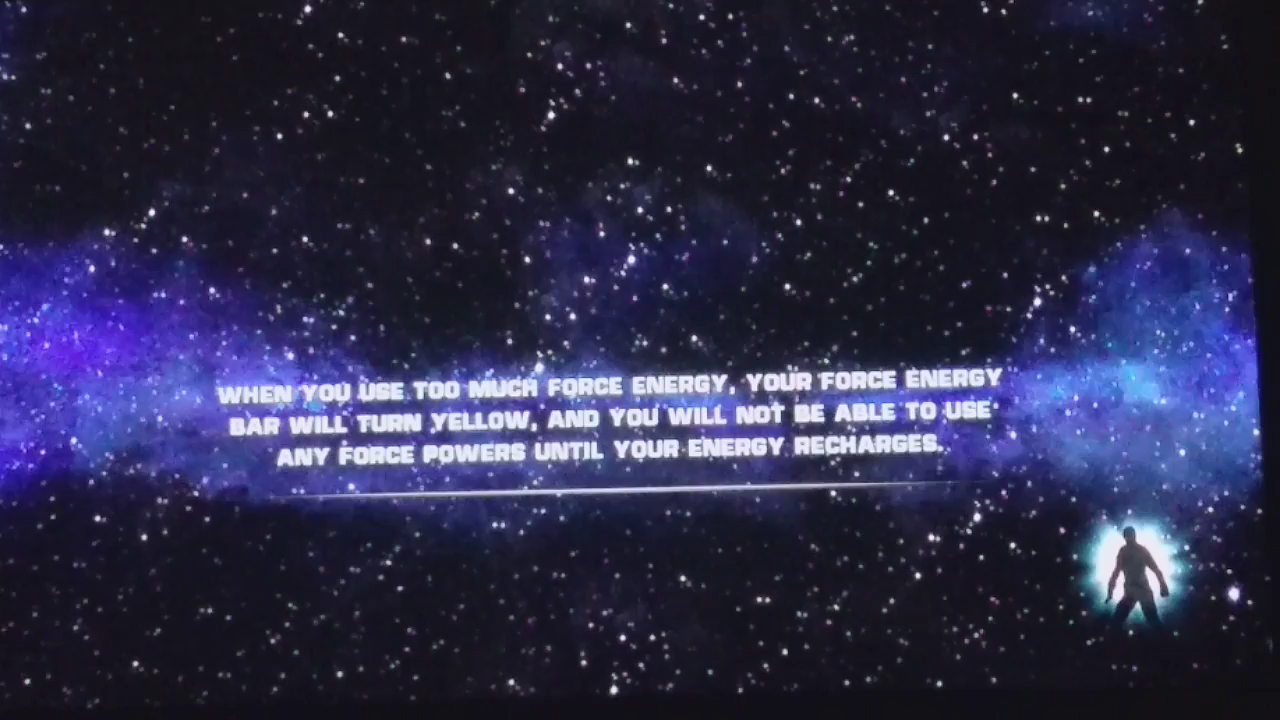 WHEN YOU USE TOO MUCH FORCE ENERGY, YOUR FORCE ENERGY
BAR WILL TURN YELLOW, AND YOU WILL NOT BE ABLE TO USE
ANY FORCE POWERS UNTIL YOUR ENERGY RECHARGES.